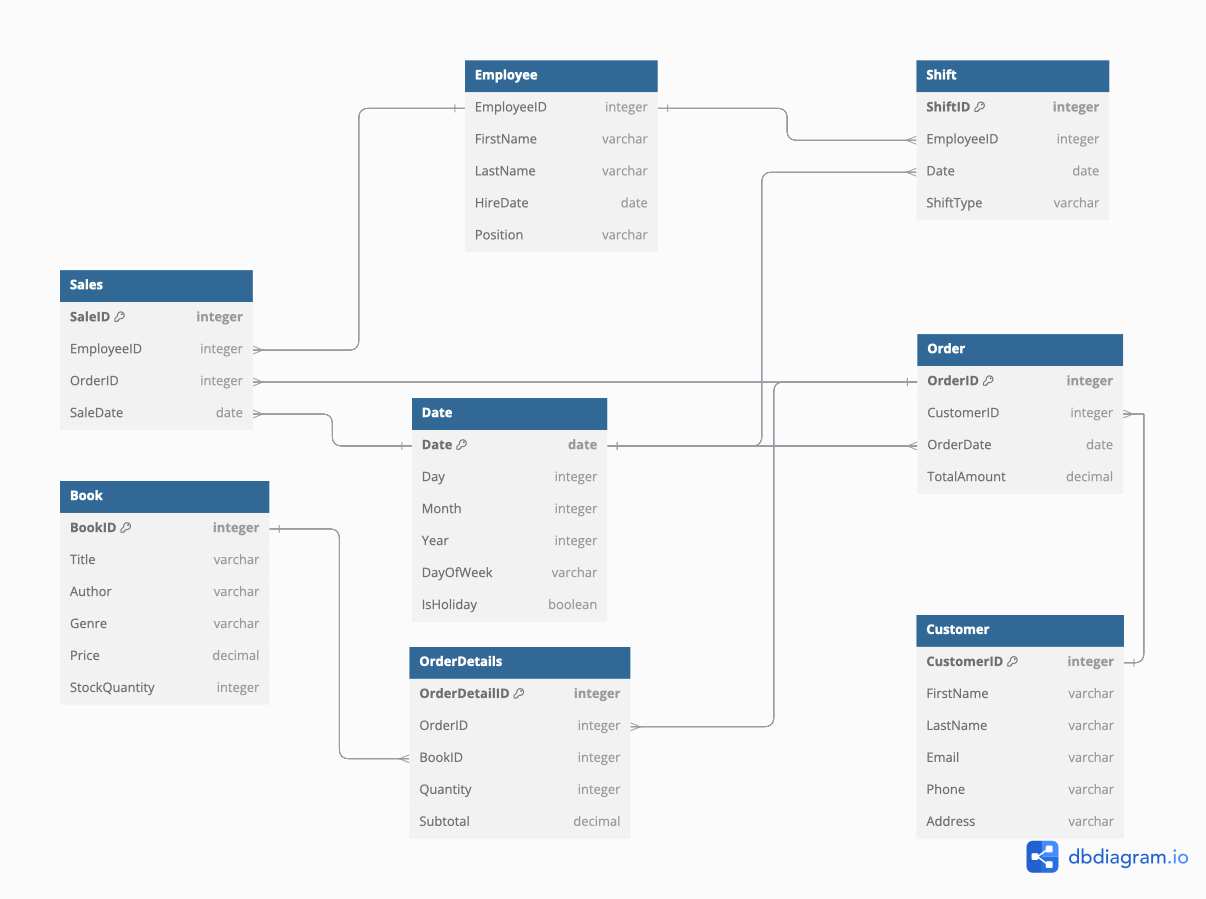 Employee
EmployeeID integer
FirstName varchar
LastName varchar
HireDate date
Position varchar
Shift
ShiftID integer
EmployeeID integer
Date date
ShiftType varchar
Sales
SaleID integer
EmployeeID integer
OrderID integer
SaleDate date
Order
OrderID integer
CustomerID integer
OrderDate date
TotalAmount decimal
Date
Date date
Day integer
Month integer
Year integer
DayOfWeek varchar
IsHoliday boolean
Book
BookID integer
Title varchar
Author varchar
Genre varchar
Price decimal
StockQuantity integer
OrderDetails
OrderDetailID integer
OrderID integer
BookID integer
Quantity integer
Subtotal decimal
Customer
CustomerID integer
FirstName varchar
LastName varchar
Email varchar
Phone varchar
Address varchar
dbdiagram.io